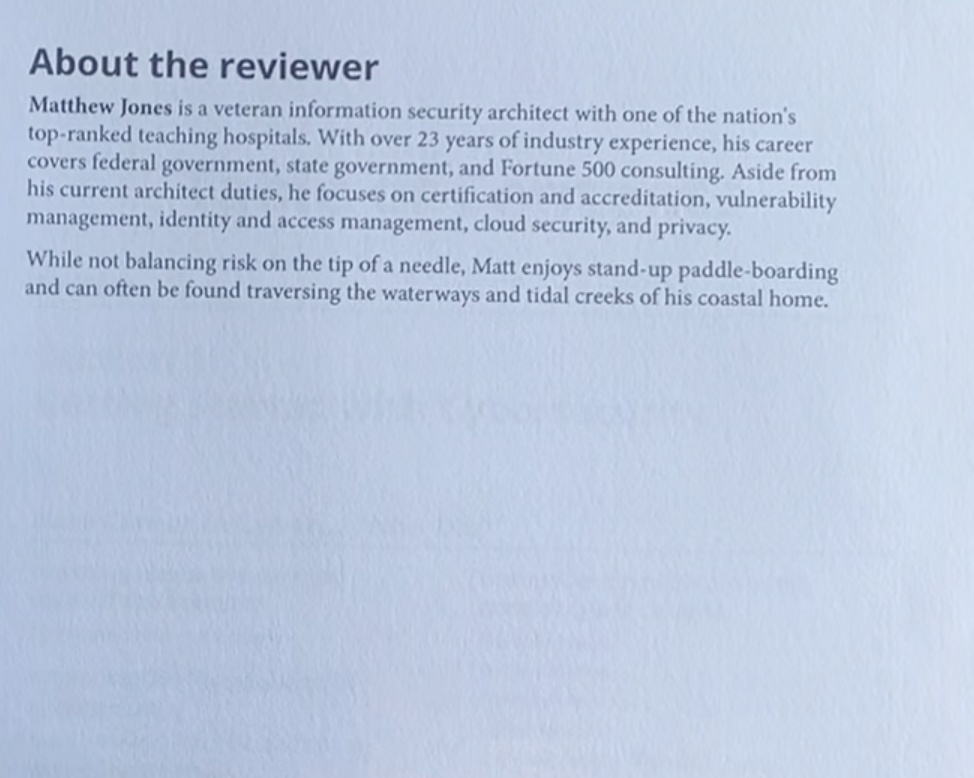 About the reviewer
Matthew Jones is a veteran information security architect with one of the nation's
top-ranked teaching hospitals. With over 23 years of industry experience, his career
covers federal government, state government, and Fortune 500 consulting. Aside from
his current architect duties, he focuses on certification and accreditation, vulnerability
management, identity and access management, cloud security, and privacy.
While not balancing risk on the tip of a needle, Matt enjoys stand-up paddle-boarding
and can often be found traversing the waterways and tidal creeks of his coastal home.